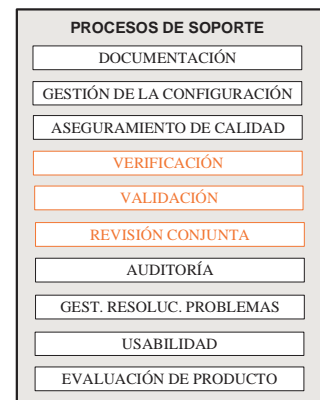 PROCESOS DE SOPORTE
DOCUMENTACIÓN
GESTIÓN DE LA CONFIGURACIÓN
ASEGURAMIENTO DE CALIDAD
VERIFICACIÓN
VALIDACIÓN
REVISIÓN CONJUNTA
AUDITORÍA
GEST. RESOLUC. PROBLEMAS
USABILIDAD
EVALUACIÓN DE PRODUCTO